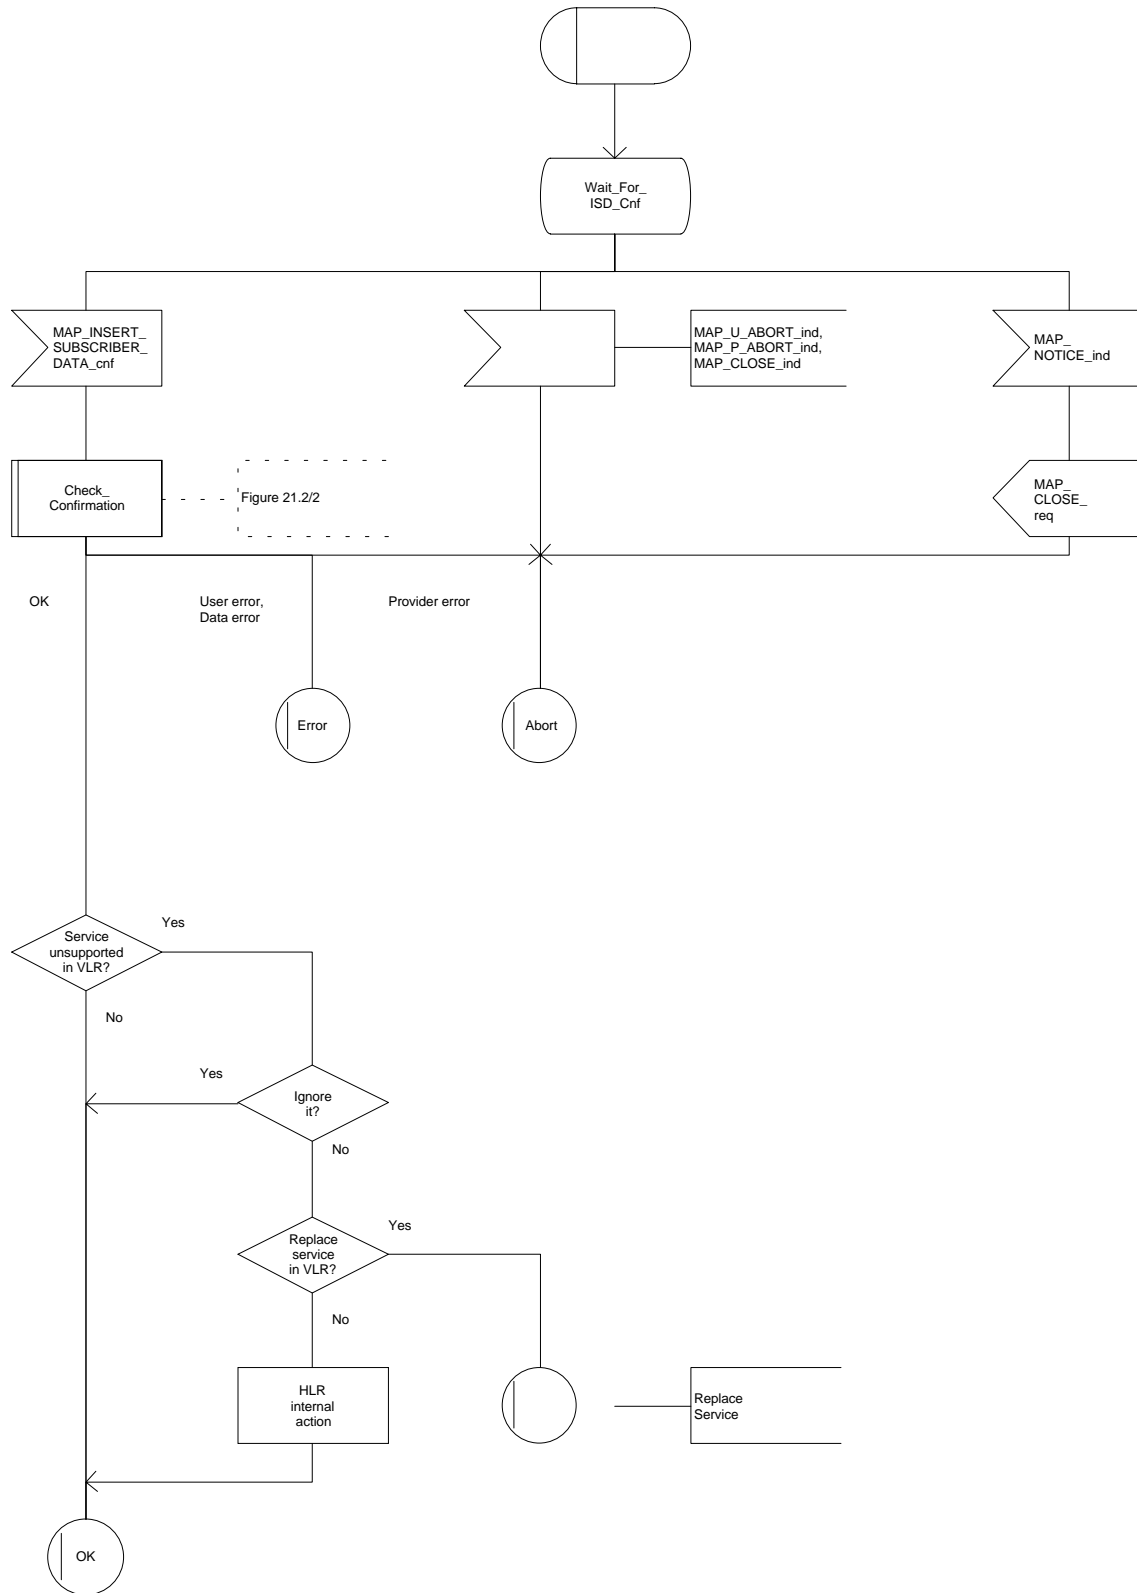 Wait_For_
ISD_Cnf
MAP_INSERT_
SUBSCRIBER_
DATA_cnf
MAP_U_ABORT_ind,
MAP_P_ABORT_ind,
MAP_CLOSE_ind
MAP_
NOTICE_ind
Check_
Confirmation
Figure 21.2/2
MAP_
CLOSE_
req
OK
User error,
Data error
Provider error
Error
Abort
Service
unsupported
in VLR?
Yes
No
Yes
Ignore
it?
No
Replace
service
in VLR?
Yes
No
HLR
internal
action
Replace
Service
OK